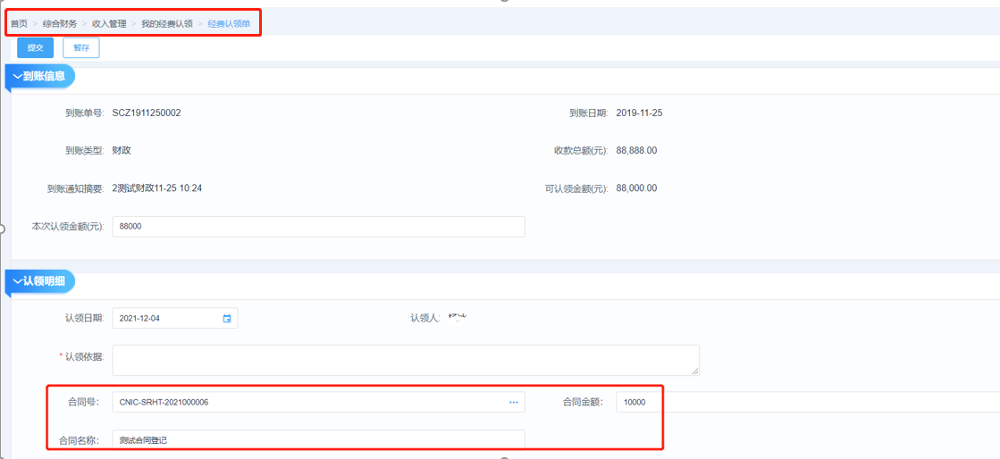 首页 > 综合财务 > 收入管理 > 我的经费认领 > 经费认领单
提交 暂存
到账信息
到账单号: SCZ1911250002 到账日期: 2019-11-25
到账类型: 财政 收款总额(元): 88,888.00
到账通知摘要: 2测试财政11-25 10:24 可认领金额(元): 88,000.00
本次认领金额(元): 88000
认领明细
认领日期: 2021-12-04 认领人:
* 认领依据:
合同号: CNIC-SRHT-2021000006 ··· 合同金额: 10000
合同名称: 测试合同登记